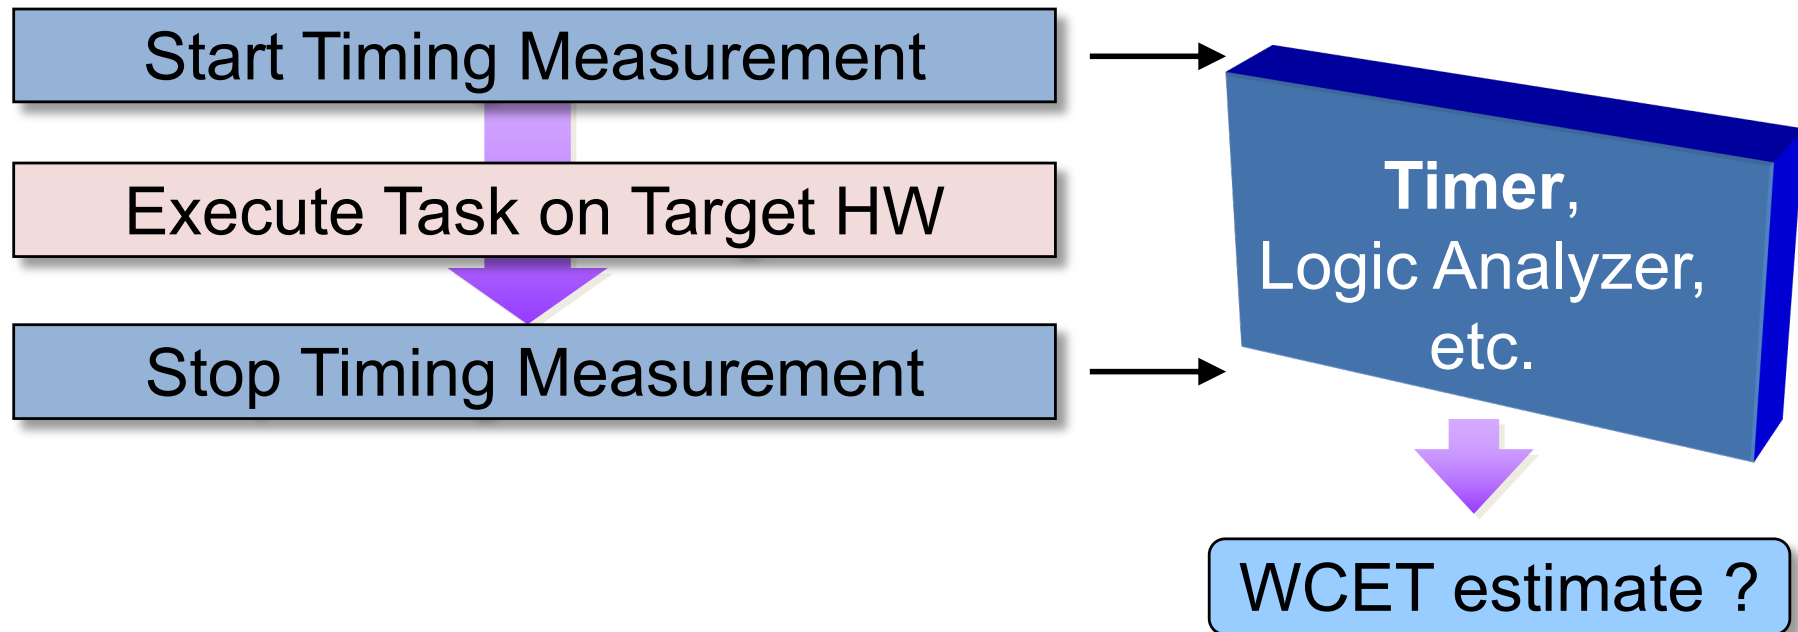 Start Timing Measurement
Execute Task on Target HW
Stop Timing Measurement
Timer,
Logic Analyzer,
etc.
WCET estimate ?